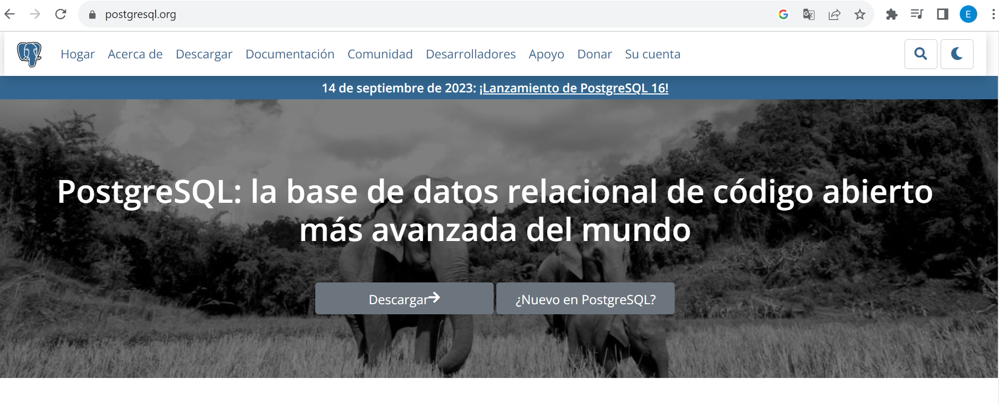 postgresql.org
E
Hogar Acerca de Descargar Documentación Comunidad Desarrolladores Apoyo Donar Su cuenta
14 de septiembre de 2023: ¡Lanzamiento de PostgreSQL 16!
PostgreSQL: la base de datos relacional de código abierto
más avanzada del mundo
Descargar ¿Nuevo en PostgreSQL?